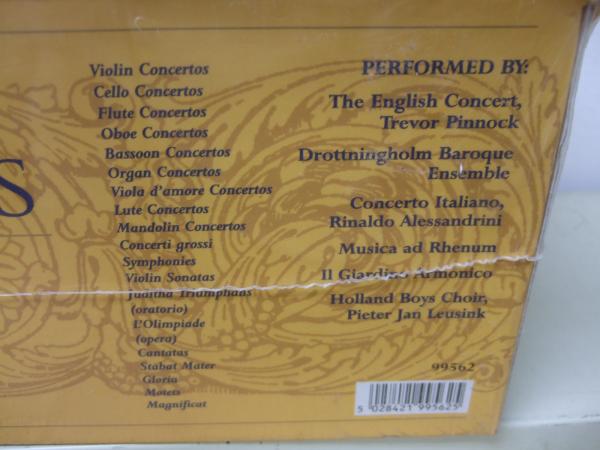 S
Violin Concertos
Cello Concertos
Flute Concertos
Oboe Concertos
Bassoon Concertos
Organ Concertos
Viola d'amore Concertos
Lute Concertos
Mandolin Concertos
Concerti grossi
Symphonies
Violin Sonatas
Juditha Triumphans
(oratorio)
L'Olimpiade
(opera)
Cantatas
Stabat Mater
Gloria
Motets
Magnificat
PERFORMED BY:
The English Concert,
Trevor Pinnock
Drottningholm Baroque
Ensemble
Concerto Italiano,
Rinaldo Alessandrini
Musica ad Rhenum
Il Giardino Armonico
Holland Boys Choir,
Pieter Jan Leusink
99562
5 028421 995625